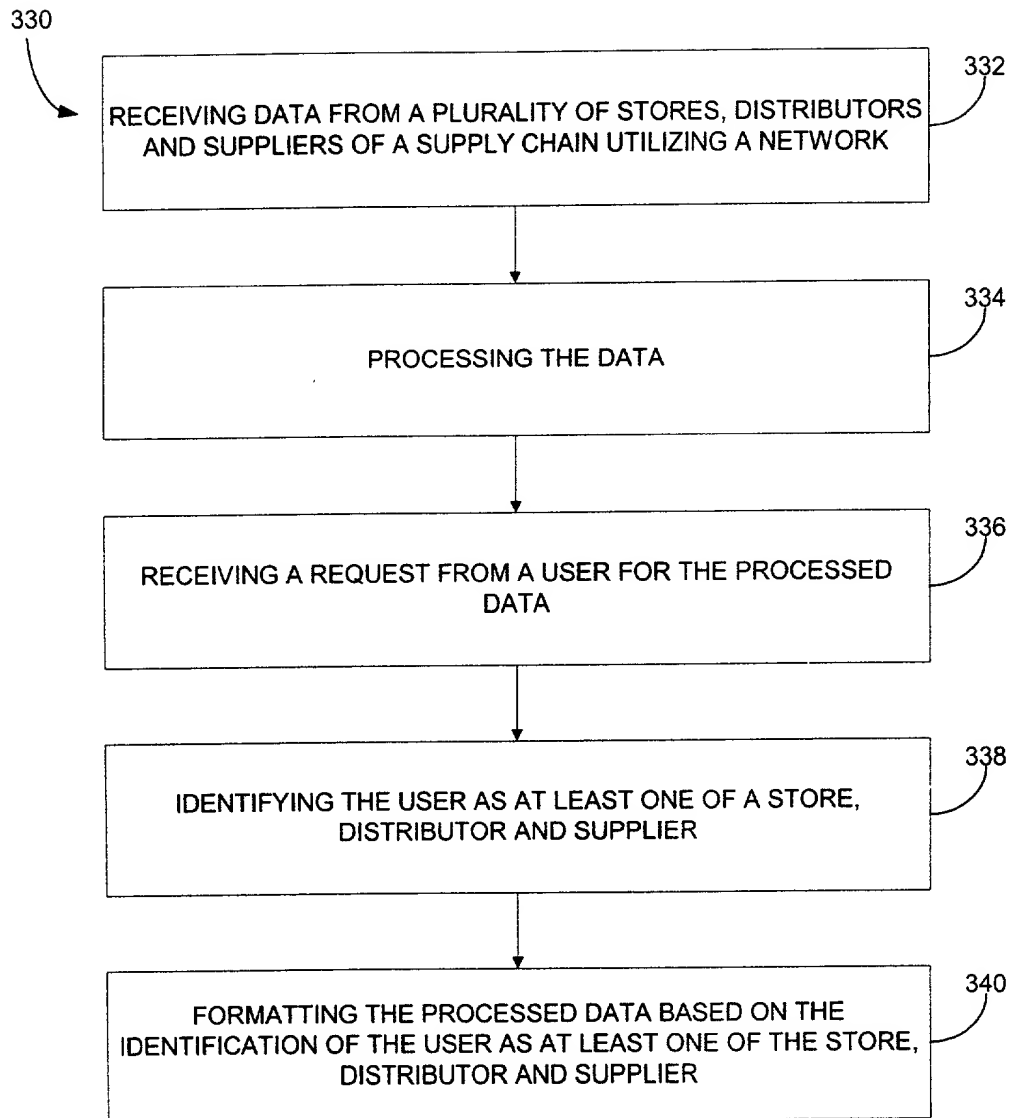 330
332
RECEIVING DATA FROM A PLURALITY OF STORES, DISTRIBUTORS
AND SUPPLIERS OF A SUPPLY CHAIN UTILIZING A NETWORK
334
PROCESSING THE DATA
336
RECEIVING A REQUEST FROM A USER FOR THE PROCESSED
DATA
338
IDENTIFYING THE USER AS AT LEAST ONE OF A STORE,
DISTRIBUTOR AND SUPPLIER
340
FORMATTING THE PROCESSED DATA BASED ON THE
IDENTIFICATION OF THE USER AS AT LEAST ONE OF THE STORE,
DISTRIBUTOR AND SUPPLIER